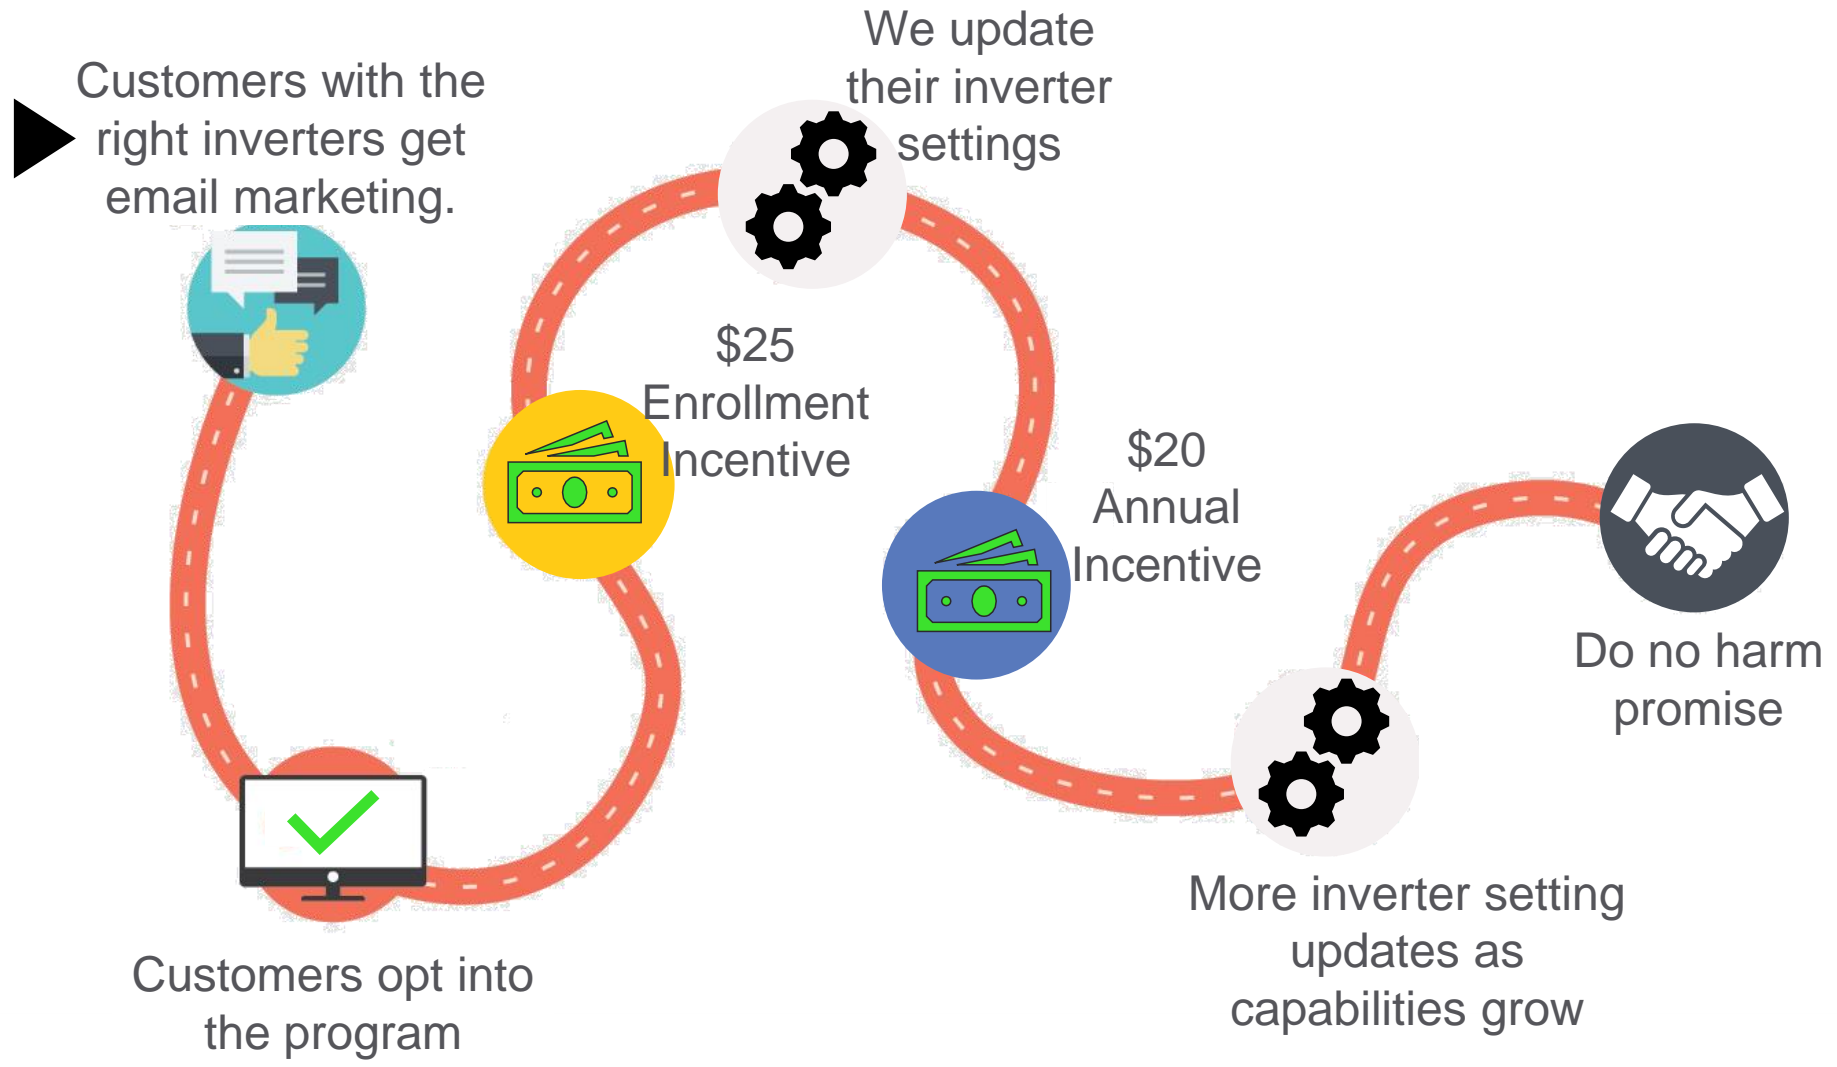 Customers with the
right inverters get
email marketing.
Customers opt into
the program
$25
Enrollment
Incentive
We update
their inverter
settings
$20
Annual
Incentive
More inverter setting
updates as
capabilities grow
Do no harm
promise